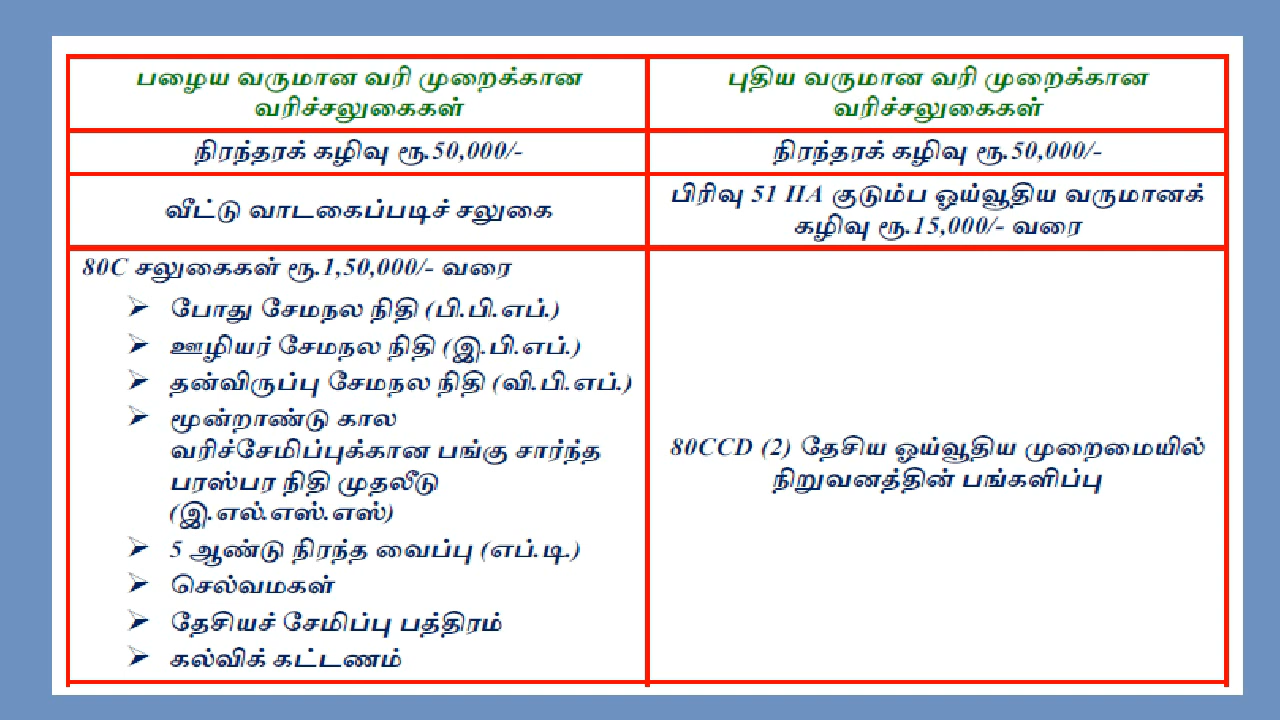 பழைய வருமான வரி முறைக்கான
வரிச்சலுகைகள்
புதிய வருமான வரி முறைக்கான
வரிச்சலுகைகள்
நிரந்தரக் கழிவு ரூ.50,000/-
நிரந்தரக் கழிவு ரூ.50,000/-
வீட்டு வாடகைப்படிச் சலுகை
பிரிவு 51 IIA குடும்ப ஓய்வூதிய வருமானக்
கழிவு ரூ.15,000/- வரை
80C சலுகைகள் ரூ.1,50,000/- வரை
➢ போது சேமநல நிதி (பி.பி.எப்.)
➢ ஊழியர் சேமநல நிதி (இ.பி.எப்.)
➢ தன்விருப்பு சேமநல நிதி (வி.பி.எப்.)
➢ மூன்றாண்டு கால
வரிச்சேமிப்புக்கான பங்கு சார்ந்த
பரஸ்பர நிதி முதலீடு
(இ.எல்.எஸ்.எஸ்)
➢ 5 ஆண்டு நிரந்த வைப்பு (எப்.டி.)
➢ செல்வமகள்
➢ தேசியச் சேமிப்பு பத்திரம்
➢ கல்விக் கட்டணம்
80CCD (2) தேசிய ஓய்வூதிய முறைமையில்
நிறுவனத்தின் பங்களிப்பு